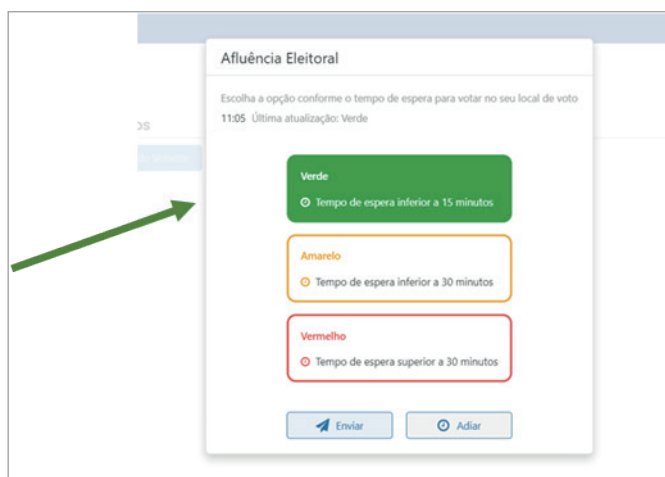 Afluência Eleitoral
Escolha a opção conforme o tempo de espera para votar no seu local de voto
11:05 Última atualização: Verde
os
Verde
Tempo de espera inferior a 15 minutos
Amarelo
Tempo de espera inferior a 30 minutos
Vermelho
Tempo de espera superior a 30 minutos
Enviar
Adiar